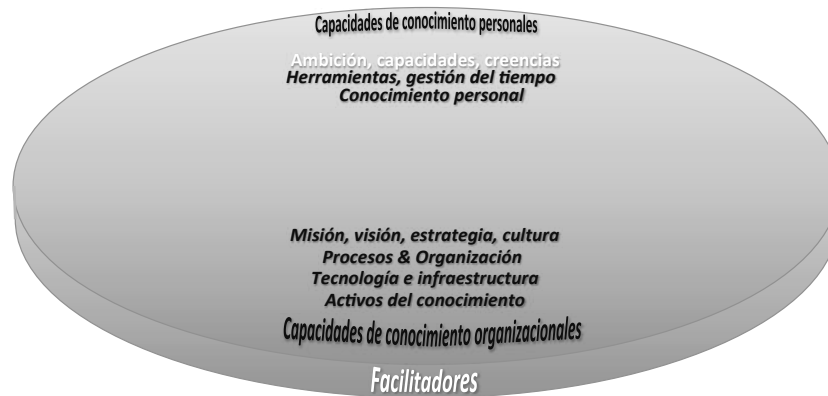 Capacidades de conocimiento personales
Ambición, capacidades, creencias
Herramientas, gestión del tiempo
Conocimiento personal
Misión, visión, estrategia, cultura
Procesos & Organización
Tecnología e infraestructura
Activos del conocimiento
Capacidades de conocimiento organizacionales
Facilitadores